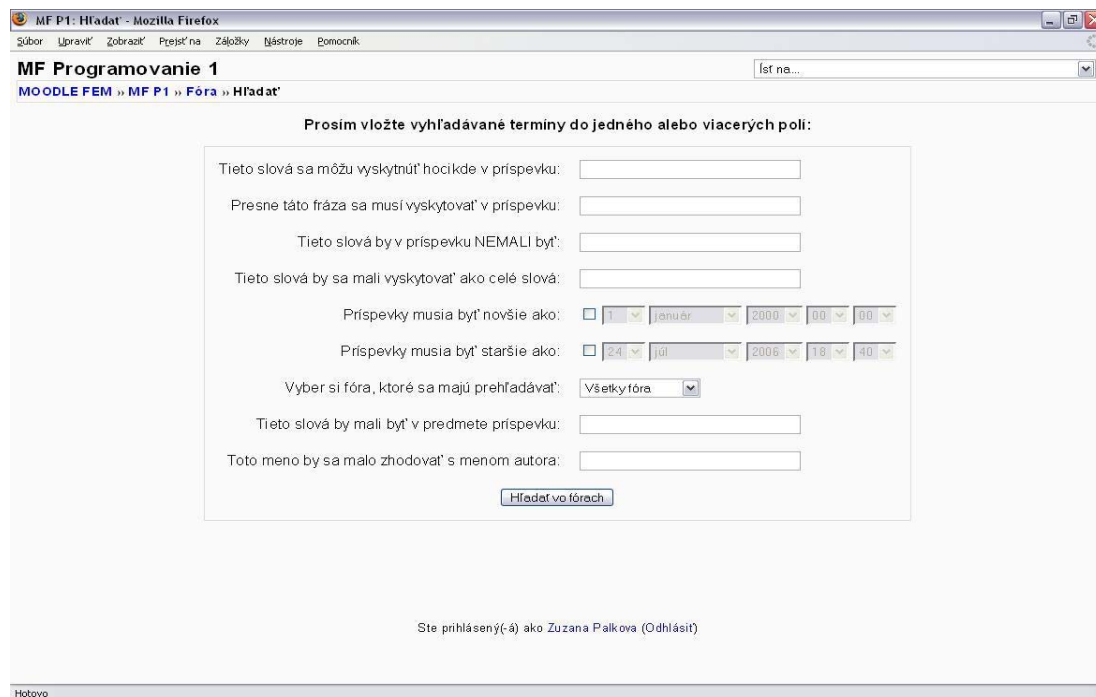 MF P1: Hľadať - Mozilla Firefox
Súbor Upraviť Zobraziť Prejsť na Záložky Nástroje Pomocník
MF Programovanie 1
Ísť na...
MOODLE FEM » MF P1 » Fóra » Hľadať
Prosím vložte vyhľadávané termíny do jedného alebo viacerých polí:
Tieto slová sa môžu vyskytnúť hocikde v príspevku:
Presne táto fráza sa musí vyskytovať v príspevku:
Tieto slová by v príspevku NEMALI byť:
Tieto slová by sa mali vyskytovať ako celé slová:
Príspevky musia byť novšie ako: 1 január 2000 00 00
Príspevky musia byť staršie ako: 24 júl 2006 18 40
Vyber si fóra, ktoré sa majú prehľadávať: Všetky fóra
Tieto slová by mali byť v predmete príspevku:
Toto meno by sa malo zhodovať s menom autora:
Hľadať vo fórach
Ste prihlásený(-á) ako Zuzana Palkova (Odhlásiť)
Hotovo